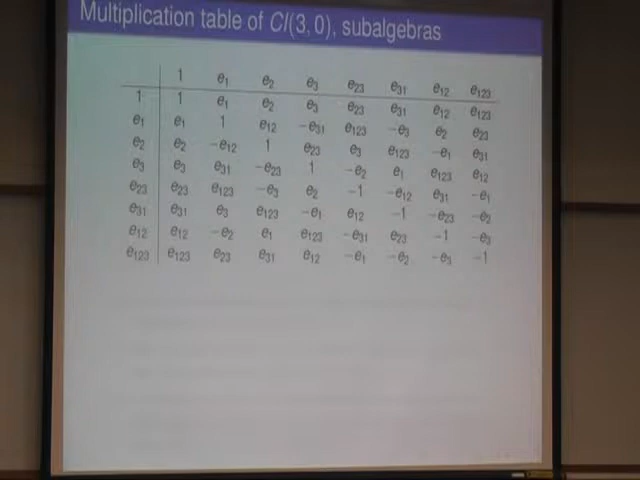 Multiplication table of Cl(3, 0), subalgebras
1 e₁ e₂ e₃ e₂₃ e₃₁ e₁₂ e₁₂₃
1 1 e₁ e₂ e₃ e₂₃ e₃₁ e₁₂ e₁₂₃
e₁ e₁ 1 e₁₂ −e₃₁ e₁₂₃ −e₃ e₂ e₂₃
e₂ e₂ −e₁₂ 1 e₂₃ e₃ e₁₂₃ −e₁ e₃₁
e₃ e₃ e₃₁ −e₂₃ 1 −e₂ e₁ e₁₂₃ e₁₂
e₂₃ e₂₃ e₁₂₃ −e₃ e₂ −1 −e₁₂ e₃₁ −e₁
e₃₁ e₃₁ e₃ e₁₂₃ −e₁ e₁₂ −1 −e₂₃ −e₂
e₁₂ e₁₂ −e₂ e₁ e₁₂₃ −e₃₁ e₂₃ −1 −e₃
e₁₂₃ e₁₂₃ e₂₃ e₃₁ e₁₂ −e₁ −e₂ −e₃ −1